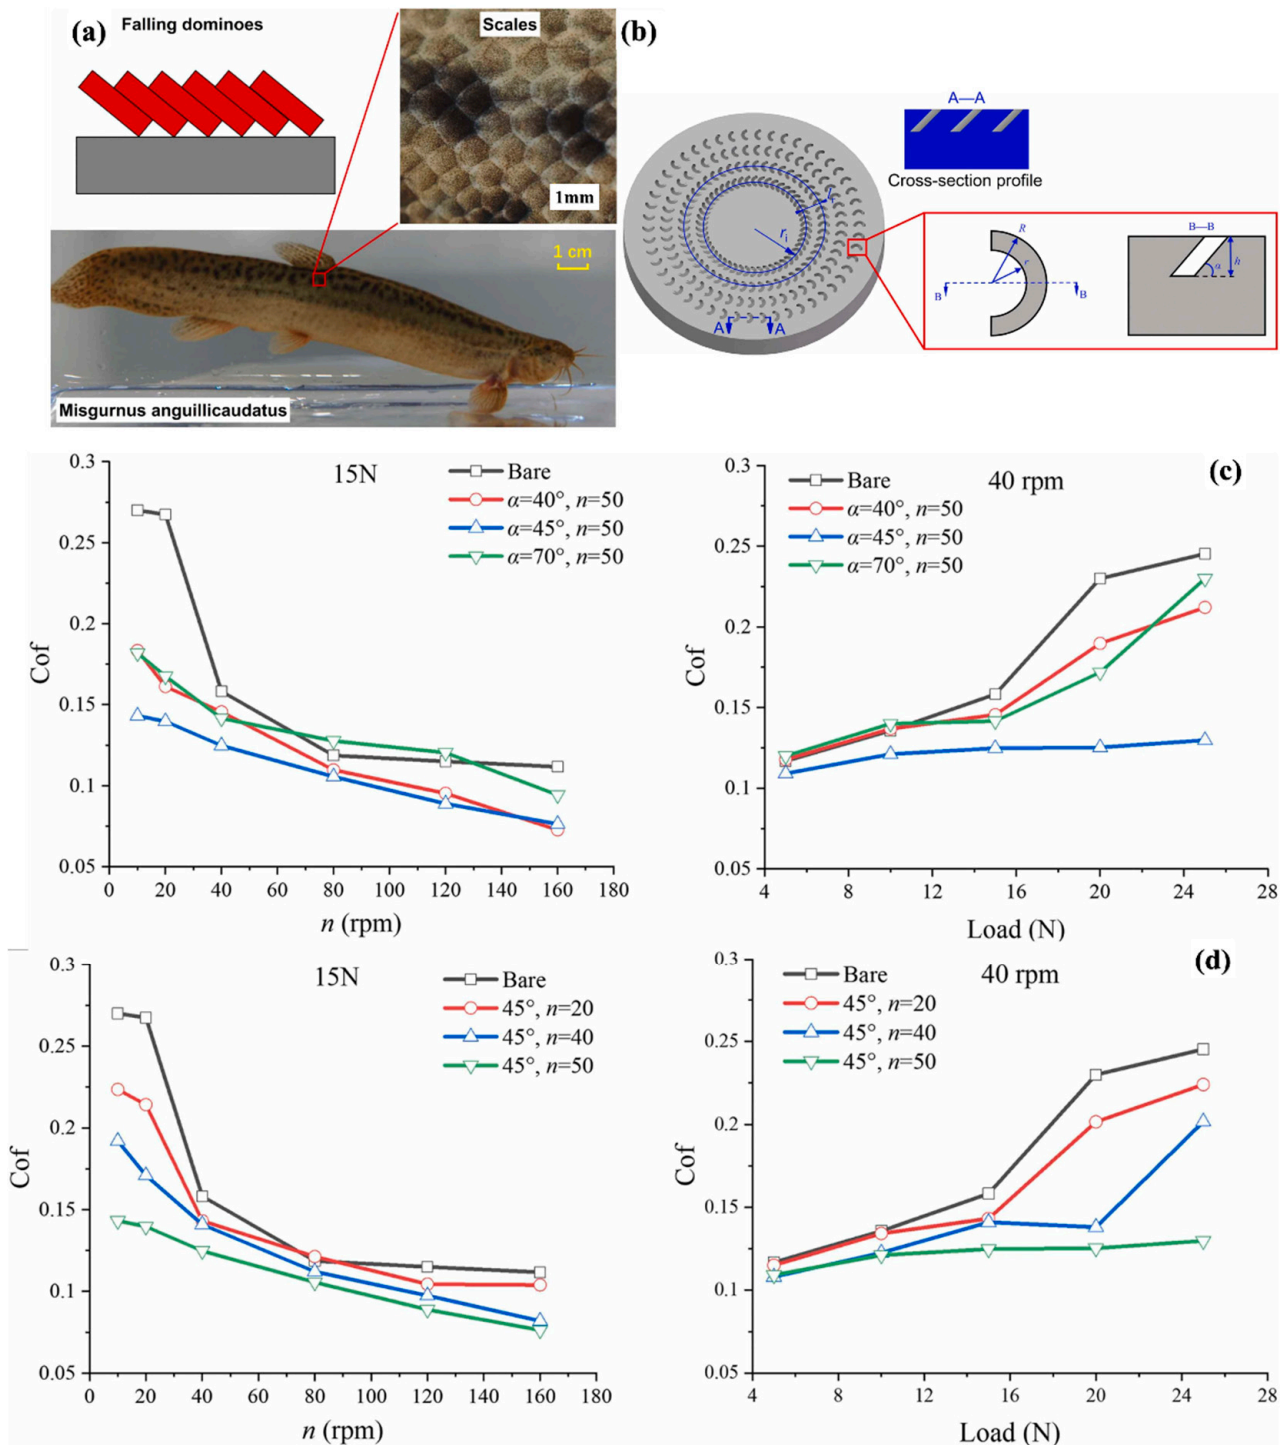 (a)
Falling dominoes
Scales
1mm
1 cm
Misgurnus anguillicaudatus
(b)
A—A
Cross-section profile
r_i
A
A
R
r
B
B
B—B
α
h
15N
Bare
α=40°, n=50
α=45°, n=50
α=70°, n=50
0.3
0.25
0.2
0.15
0.1
0.05
Cof
0
20
40
60
80
100
120
140
160
180
n (rpm)
(c)
40 rpm
Bare
α=40°, n=50
α=45°, n=50
α=70°, n=50
0.3
0.25
0.2
0.15
0.1
0.05
Cof
4
8
12
16
20
24
28
Load (N)
15N
Bare
45°, n=20
45°, n=40
45°, n=50
0.3
0.25
0.2
0.15
0.1
0.05
Cof
0
20
40
60
80
100
120
140
160
180
n (rpm)
(d)
40 rpm
Bare
45°, n=20
45°, n=40
45°, n=50
0.3
0.25
0.2
0.15
0.1
0.05
Cof
4
8
12
16
20
24
28
Load (N)